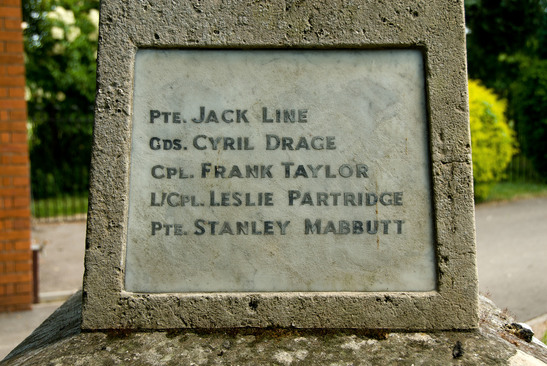 PTE. JACK LINE
GDS. CYRIL DRAGE
CPL. FRANK TAYLOR
L/CPL. LESLIE PARTRIDGE
PTE. STANLEY MABBUTT